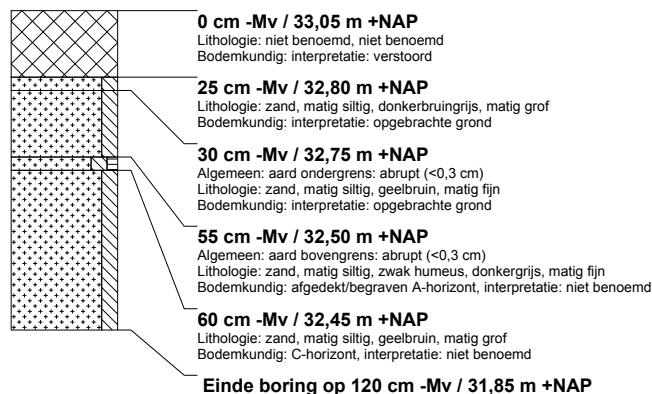 0 cm -Mv / 33,05 m +NAP
Lithologie: niet benoemd, niet benoemd
Bodemkundig: interpretatie: verstoord
25 cm -Mv / 32,80 m +NAP
Lithologie: zand, matig siltig, donkerbruingrijs, matig grof
Bodemkundig: interpretatie: opgebrachte grond
30 cm -Mv / 32,75 m +NAP
Algemeen: aard ondergrens: abrupt (<0,3 cm)
Lithologie: zand, matig siltig, geelbruin, matig fijn
Bodemkundig: interpretatie: opgebrachte grond
55 cm -Mv / 32,50 m +NAP
Algemeen: aard bovengrens: abrupt (<0,3 cm)
Lithologie: zand, matig siltig, zwak humeus, donkergrijs, matig fijn
Bodemkundig: afgedekt/begraven A-horizont, interpretatie: niet benoemd
60 cm -Mv / 32,45 m +NAP
Lithologie: zand, matig siltig, geelbruin, matig grof
Bodemkundig: C-horizont, interpretatie: niet benoemd
Einde boring op 120 cm -Mv / 31,85 m +NAP